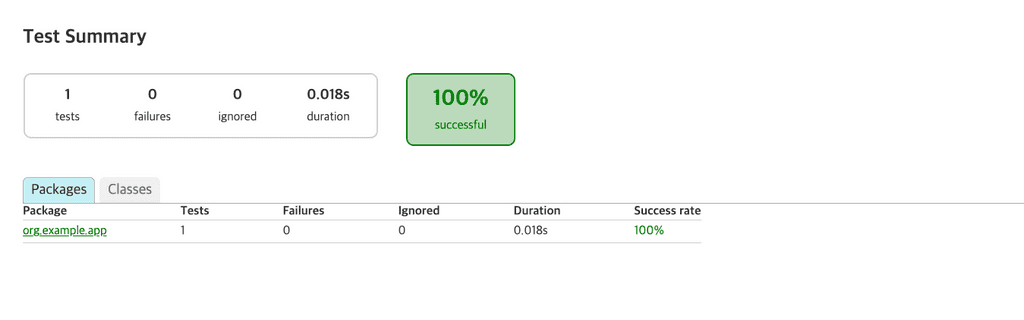 Test Summary
1 0 0 0.018s
tests failures ignored duration
100%
successful
Packages Classes
Package Tests Failures Ignored Duration Success rate
org.example.app 1 0 0 0.018s 100%